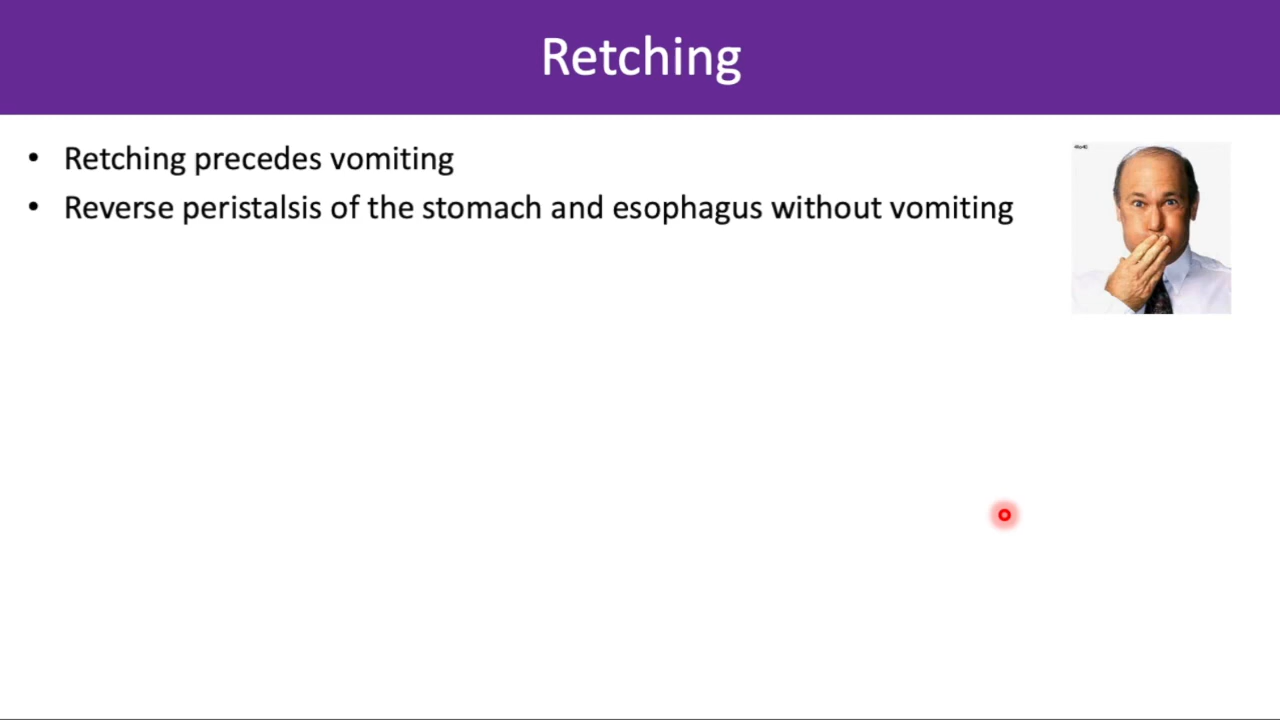 Retching
• Retching precedes vomiting
• Reverse peristalsis of the stomach and esophagus without vomiting